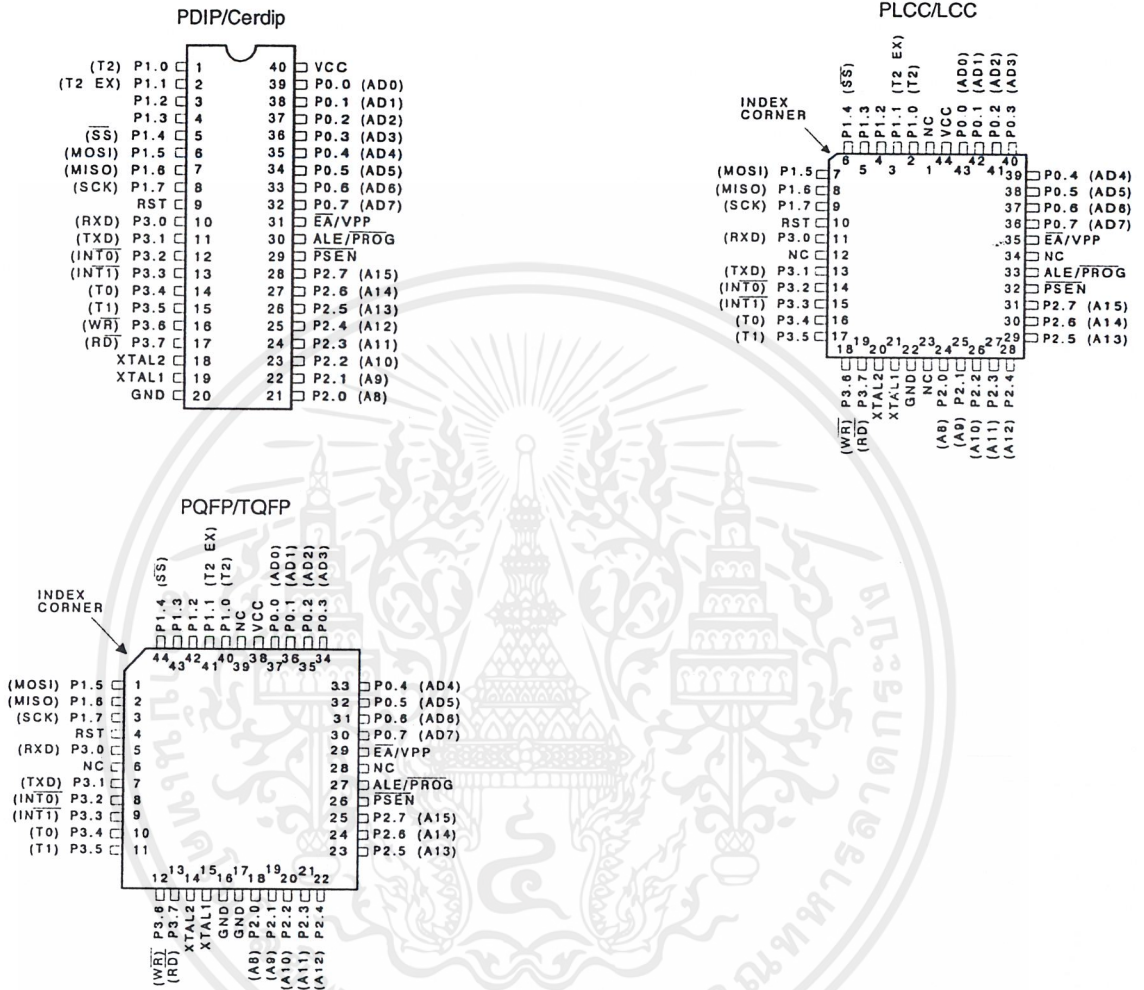 PDIP/Cerdip
(T2) P1.0 1 40 VCC
(T2 EX) P1.1 2 39 P0.0 (AD0)
P1.2 3 38 P0.1 (AD1)
P1.3 4 37 P0.2 (AD2)
(SS) P1.4 5 36 P0.3 (AD3)
(MOSI) P1.5 6 35 P0.4 (AD4)
(MISO) P1.6 7 34 P0.5 (AD5)
(SCK) P1.7 8 33 P0.6 (AD6)
RST 9 32 P0.7 (AD7)
(RXD) P3.0 10 31 EA/VPP
(TXD) P3.1 11 30 ALE/PROG
(INT0) P3.2 12 29 PSEN
(INT1) P3.3 13 28 P2.7 (A15)
(T0) P3.4 14 27 P2.6 (A14)
(T1) P3.5 15 26 P2.5 (A13)
(WR) P3.6 16 25 P2.4 (A12)
(RD) P3.7 17 24 P2.3 (A11)
XTAL2 18 23 P2.2 (A10)
XTAL1 19 22 P2.1 (A9)
GND 20 21 P2.0 (A8)
PLCC/LCC
INDEX
CORNER
P1.4 (SS)
P1.3
P1.2
P1.1 (T2 EX)
P1.0 (T2)
NC
VCC
P0.0 (AD0)
P0.1 (AD1)
P0.2 (AD2)
P0.3 (AD3)
6 5 4 3 2 1 44 43 42 41 40
(MOSI) P1.5 7 39 P0.4 (AD4)
(MISO) P1.6 8 38 P0.5 (AD5)
(SCK) P1.7 9 37 P0.6 (AD6)
RST 10 36 P0.7 (AD7)
(RXD) P3.0 11 35 EA/VPP
NC 12 34 NC
(TXD) P3.1 13 33 ALE/PROG
(INT0) P3.2 14 32 PSEN
(INT1) P3.3 15 31 P2.7 (A15)
(T0) P3.4 16 30 P2.6 (A14)
(T1) P3.5 17 29 P2.5 (A13)
18 19 20 21 22 23 24 25 26 27 28
(WR) P3.6
(RD) P3.7
XTAL2
XTAL1
GND
NC
(A8) P2.0
(A9) P2.1
(A10) P2.2
(A11) P2.3
(A12) P2.4
PQFP/TQFP
INDEX
CORNER
P1.4 (SS)
P1.3
P1.2
P1.1 (T2 EX)
P1.0 (T2)
NC
VCC
P0.0 (AD0)
P0.1 (AD1)
P0.2 (AD2)
P0.3 (AD3)
44 43 42 41 40 39 38 37 36 35 34
(MOSI) P1.5 1 33 P0.4 (AD4)
(MISO) P1.6 2 32 P0.5 (AD5)
(SCK) P1.7 3 31 P0.6 (AD6)
RST 4 30 P0.7 (AD7)
(RXD) P3.0 5 29 EA/VPP
NC 6 28 NC
(TXD) P3.1 7 27 ALE/PROG
(INT0) P3.2 8 26 PSEN
(INT1) P3.3 9 25 P2.7 (A15)
(T0) P3.4 10 24 P2.6 (A14)
(T1) P3.5 11 23 P2.5 (A13)
12 13 14 15 16 17 18 19 20 21 22
(WR) P3.6
(RD) P3.7
XTAL2
XTAL1
GND
GND
(A8) P2.0
(A9) P2.1
(A10) P2.2
(A11) P2.3
(A12) P2.4